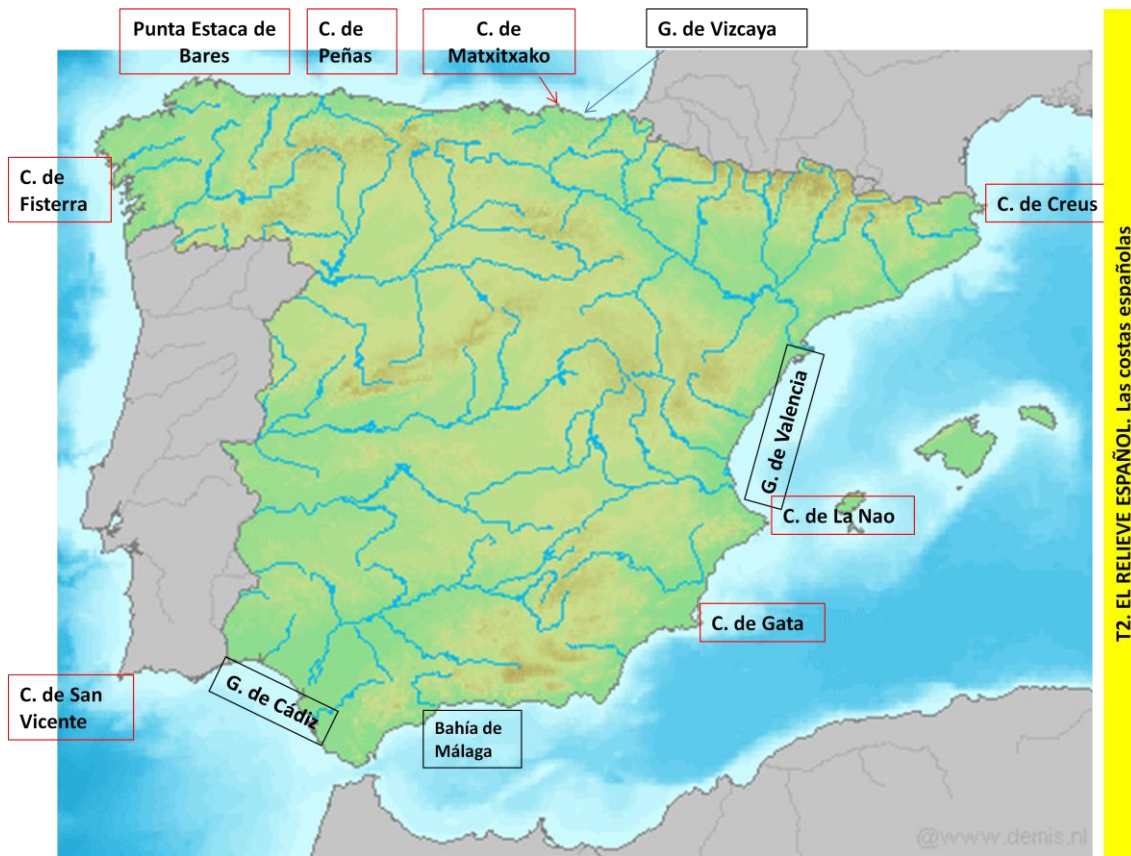 Punta Estaca de
Bares
C. de
Peñas
C. de
Matxitxako
G. de Vizcaya
C. de
Fisterra
C. de Creus
G. de Valencia
C. de La Nao
C. de Gata
C. de San
Vicente
G. de Cádiz
Bahía de
Málaga
T2. EL RELIEVE ESPAÑOL. Las costas españolas
@www.demis.nl